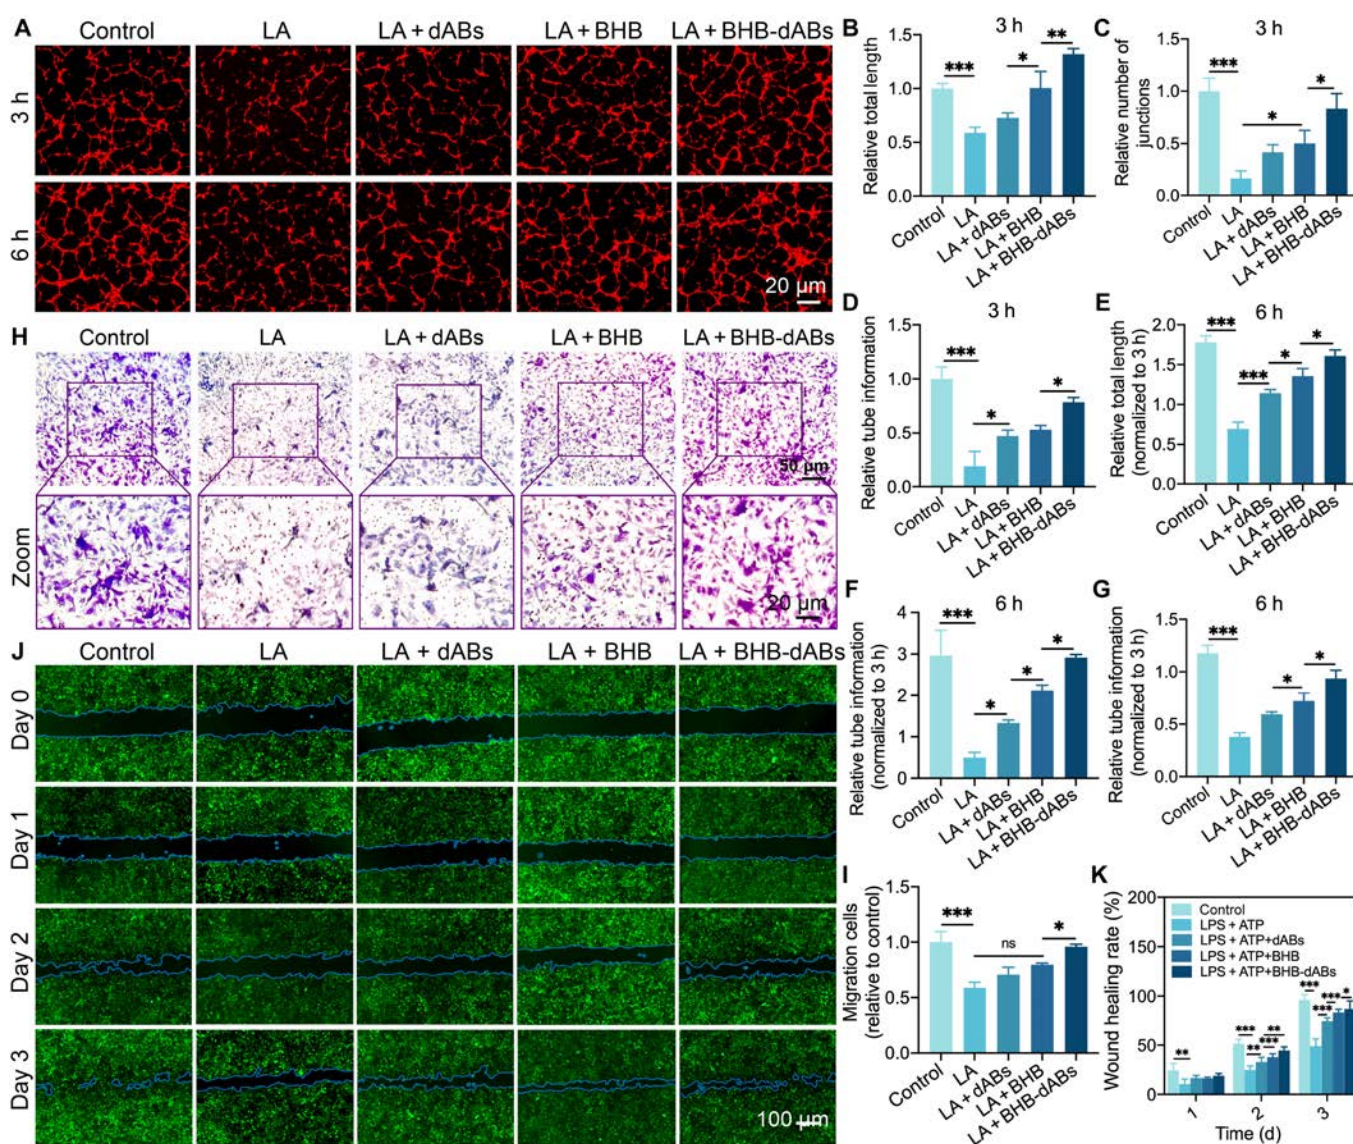 A
Control
LA
LA + dABs
LA + BHB
LA + BHB-dABs
3 h
6 h
20 µm
B
3 h
Relative total length
1.5
1.0
0.5
0.0
***
*
**
Control
LA
LA + dABs
LA + BHB
LA + BHB-dABs
C
3 h
Relative number of
junctions
1.5
1.0
0.5
0.0
***
*
*
Control
LA
LA + dABs
LA + BHB
LA + BHB-dABs
D
3 h
Relative tube information
1.5
1.0
0.5
0.0
***
*
*
Control
LA
LA + dABs
LA + BHB
LA + BHB-dABs
E
6 h
Relative total length
(normalized to 3 h)
2.0
1.5
1.0
0.5
0.0
***
***
*
*
Control
LA
LA + dABs
LA + BHB
LA + BHB-dABs
H
Control
LA
LA + dABs
LA + BHB
LA + BHB-dABs
50 µm
Zoom
20 µm
F
6 h
Relative tube information
(normalized to 3 h)
4
3
2
1
0
***
*
*
*
Control
LA
LA + dABs
LA + BHB
LA + BHB-dABs
G
6 h
Relative tube information
(normalized to 3 h)
1.5
1.0
0.5
0.0
***
*
*
Control
LA
LA + dABs
LA + BHB
LA + BHB-dABs
J
Control
LA
LA + dABs
LA + BHB
LA + BHB-dABs
Day 0
Day 1
Day 2
Day 3
100 µm
I
Migration cells
(relative to control)
1.5
1.0
0.5
0.0
***
ns
*
Control
LA
LA + dABs
LA + BHB
LA + BHB-dABs
K
Wound healing rate (%)
200
150
100
50
0
Control
LPS + ATP
LPS + ATP+dABs
LPS + ATP+BHB
LPS + ATP+BHB-dABs
**
***
**
***
**
***
***
***
*
1
2
3
Time (d)